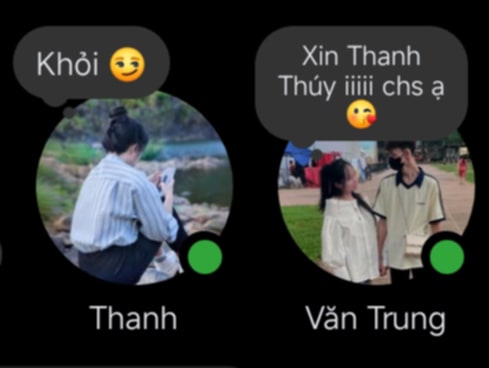 Khỏi 😏
Xin Thanh
Thúy iiiii chs ạ
😘
Thanh
Văn Trung